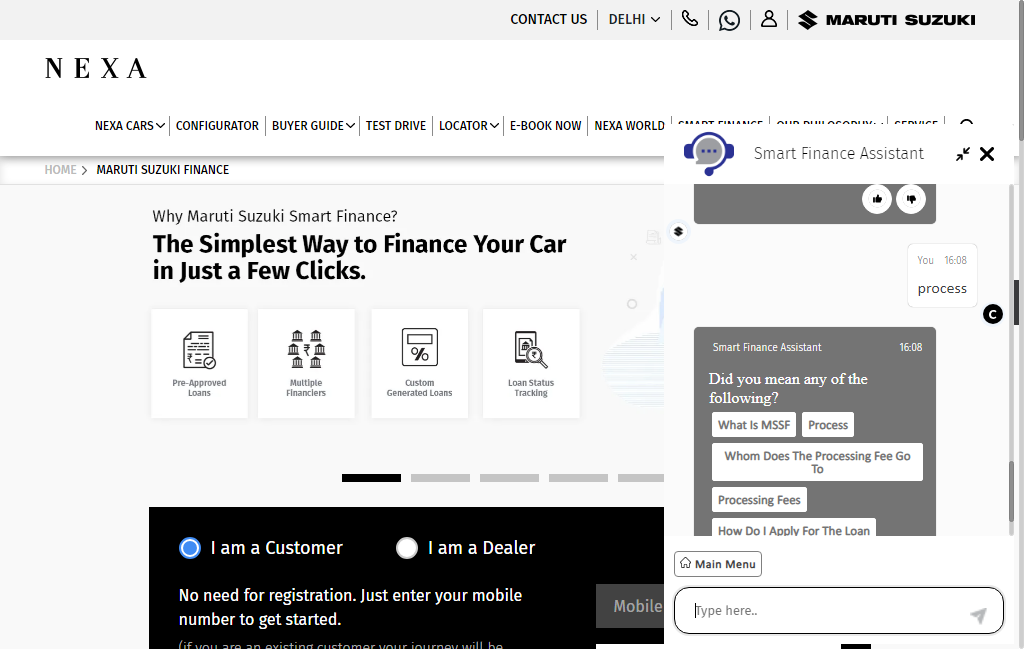 CONTACT US
DELHI
MARUTI SUZUKI
NEXA
NEXA CARS
CONFIGURATOR
BUYER GUIDE
TEST DRIVE
LOCATOR
E-BOOK NOW
NEXA WORLD
SMART FINANCE
OUR PHILOSOPHY
SERVICE
HOME
MARUTI SUZUKI FINANCE
Why Maruti Suzuki Smart Finance?
The Simplest Way to Finance Your Car
in Just a Few Clicks.
Pre-Approved
Loans
Multiple
Financiers
Custom
Generated Loans
Loan Status
Tracking
I am a Customer
I am a Dealer
No need for registration. Just enter your mobile
number to get started.
(if you are an existing customer your journey will be
Mobile
Smart Finance Assistant
You 16:08
process
C
Smart Finance Assistant 16:08
Did you mean any of the
following?
What Is MSSF
Process
Whom Does The Processing Fee Go
To
Processing Fees
How Do I Apply For The Loan
Main Menu
Type here..